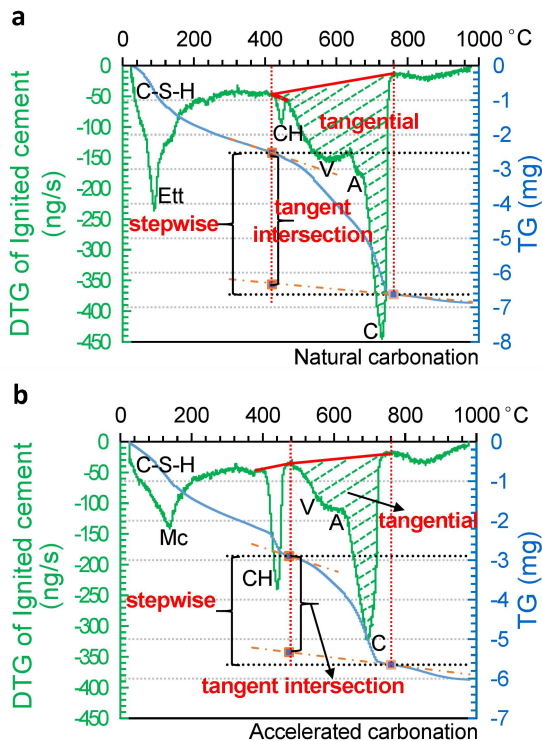 a
0 200 400 600 800 1000 °C
0
-50
-100
-150
-200
-250
-300
-350
-400
-450
DTG of Ignited cement
(ng/s)
C-S-H
Ett
CH
V
A
C
tangential
stepwise
tangent
intersection
0
-1
-2
-3
-4
-5
-6
-7
-8
TG (mg)
Natural carbonation
b
0 200 400 600 800 1000 °C
0
-50
-100
-150
-200
-250
-300
-350
-400
-450
DTG of Ignited cement
(ng/s)
C-S-H
Mc
CH
V
A
C
tangential
stepwise
tangent intersection
0
-1
-2
-3
-4
-5
-6
-7
TG (mg)
Accelerated carbonation